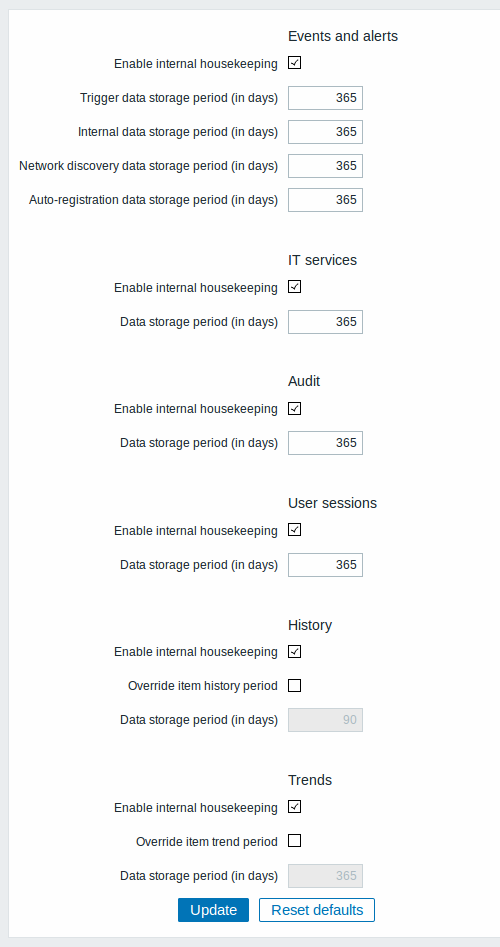 Events and alerts
Enable internal housekeeping
Trigger data storage period (in days) 365
Internal data storage period (in days) 365
Network discovery data storage period (in days) 365
Auto-registration data storage period (in days) 365
IT services
Enable internal housekeeping
Data storage period (in days) 365
Audit
Enable internal housekeeping
Data storage period (in days) 365
User sessions
Enable internal housekeeping
Data storage period (in days) 365
History
Enable internal housekeeping
Override item history period
Data storage period (in days) 90
Trends
Enable internal housekeeping
Override item trend period
Data storage period (in days) 365
Update Reset defaults